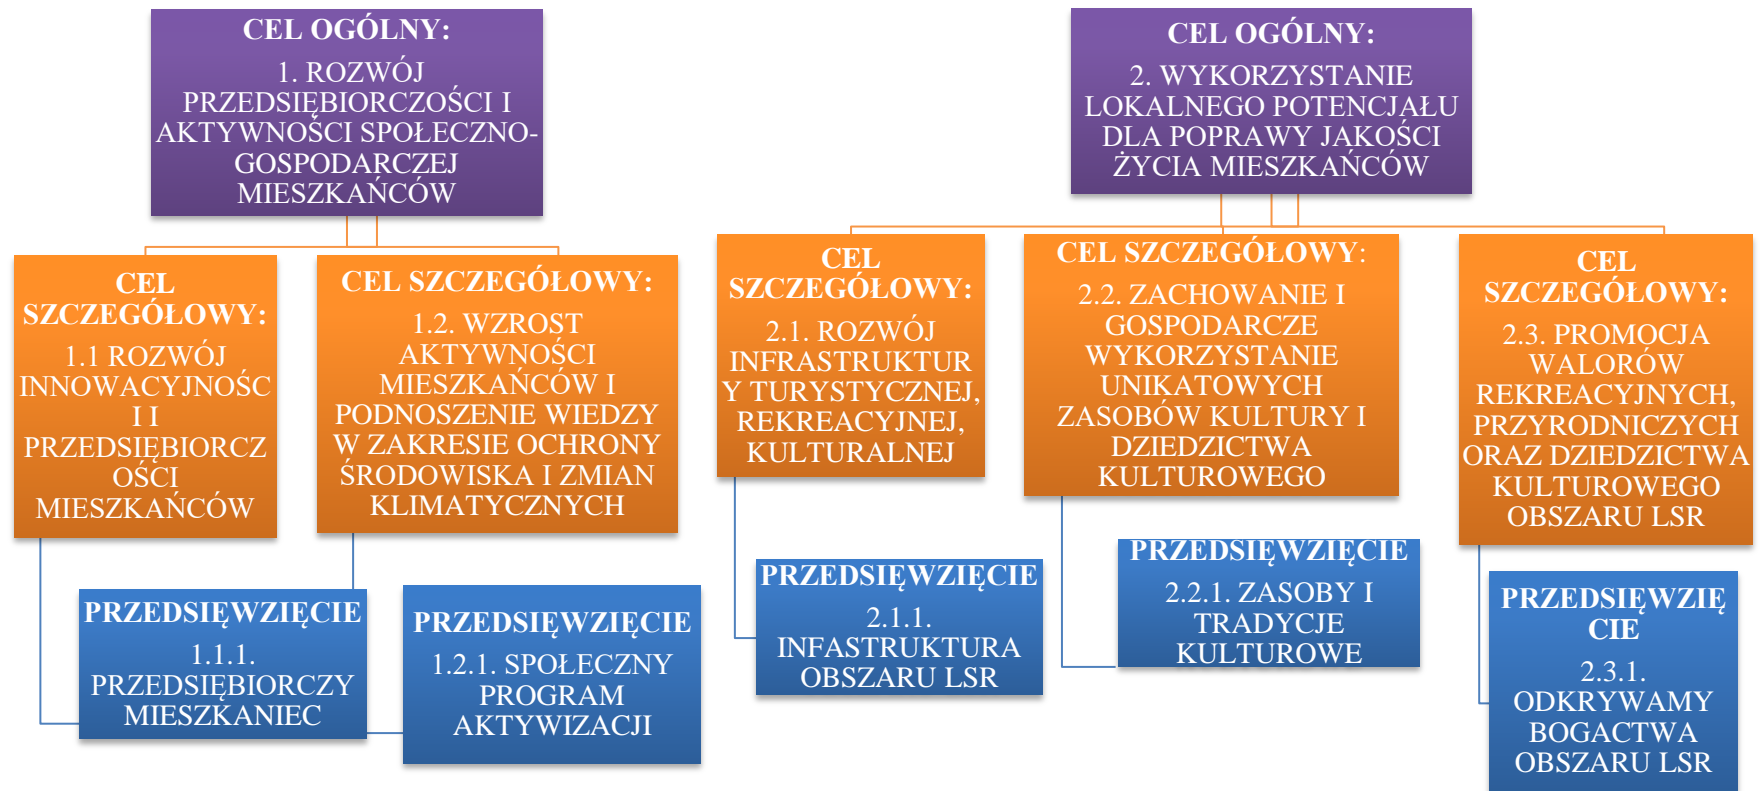 CEL OGÓLNY:
1. ROZWÓJ
PRZEDSIĘBIORCZOŚCI I
AKTYWNOŚCI SPOŁECZNO-
GOSPODARCZEJ
MIESZKAŃCÓW
CEL OGÓLNY:
2. WYKORZYSTANIE
LOKALNEGO POTENCJAŁU
DLA POPRAWY JAKOŚCI
ŻYCIA MIESZKAŃCÓW
CEL
SZCZEGÓŁOWY:
1.1 ROZWÓJ
INNOWACYJNOŚC
I I
PRZEDSIĘBIORCZ
OŚCI
MIESZKAŃCÓW
CEL SZCZEGÓŁOWY:
1.2. WZROST
AKTYWNOŚCI
MIESZKAŃCÓW I
PODNOSZENIE WIEDZY
W ZAKRESIE OCHRONY
ŚRODOWISKA I ZMIAN
KLIMATYCZNYCH
CEL
SZCZEGÓŁOWY:
2.1. ROZWÓJ
INFRASTRUKTUR
Y TURYSTYCZNEJ,
REKREACYJNEJ,
KULTURALNEJ
CEL SZCZEGÓŁOWY:
2.2. ZACHOWANIE I
GOSPODARCZE
WYKORZYSTANIE
UNIKATOWYCH
ZASOBÓW KULTURY I
DZIEDZICTWA
KULTUROWEGO
CEL
SZCZEGÓŁOWY:
2.3. PROMOCJA
WALORÓW
REKREACYJNYCH,
PRZYRODNICZYCH
ORAZ DZIEDZICTWA
KULTUROWEGO
OBSZARU LSR
PRZEDSIĘWZIĘCIE
1.1.1.
PRZEDSIĘBIORCZY
MIESZKANIEC
PRZEDSIĘWZIĘCIE
1.2.1. SPOŁECZNY
PROGRAM
AKTYWIZACJI
PRZEDSIĘWZIĘCIE
2.1.1.
INFASTRUKTURA
OBSZARU LSR
PRZEDSIĘWZIĘCIE
2.2.1. ZASOBY I
TRADYCJE
KULTUROWE
PRZEDSIĘWZIĘ
CIE
2.3.1.
ODKRYWAMY
BOGACTWA
OBSZARU LSR